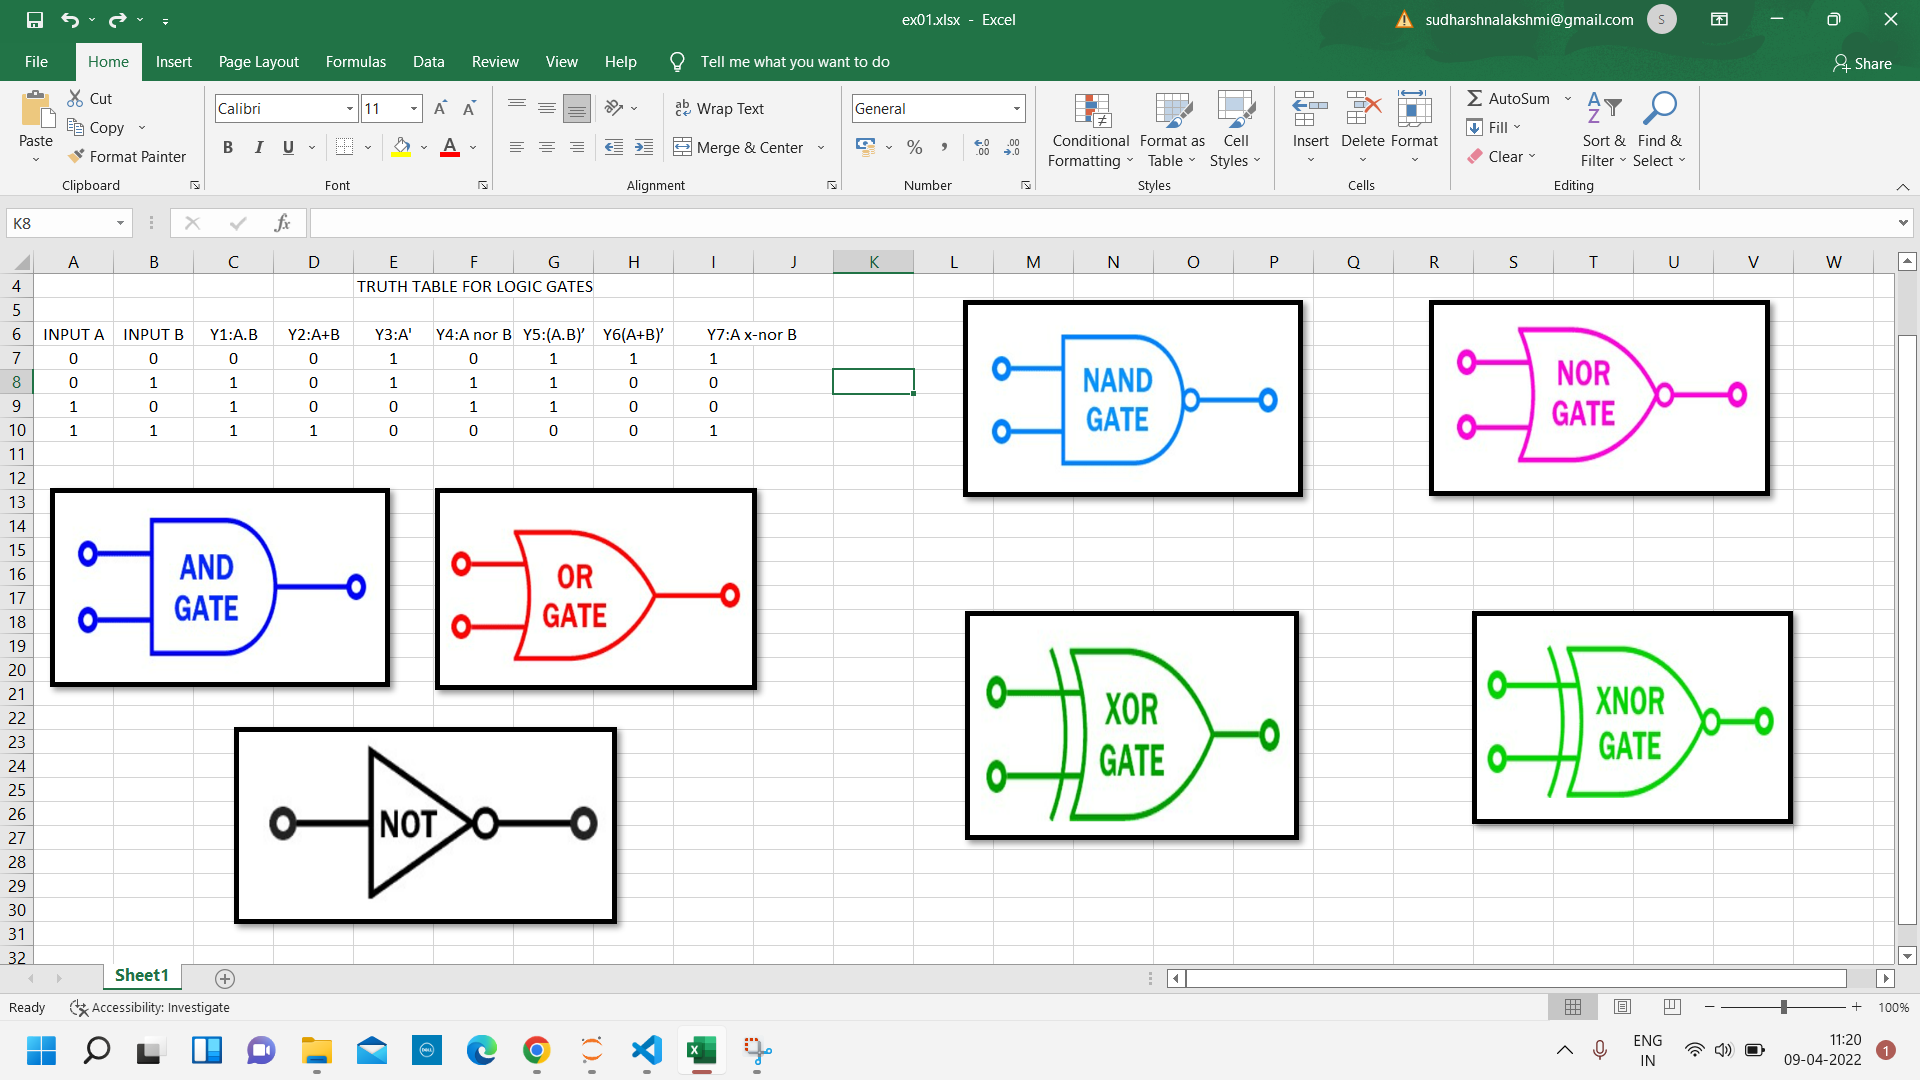 ex01.xlsx - Excel
sudharshnalakshmi@gmail.com
S
File Home Insert Page Layout Formulas Data Review View Help Tell me what you want to do
Share
Paste
Cut
Copy
Format Painter
Clipboard
Calibri 11
B I U
Font
Wrap Text
Merge & Center
Alignment
General
Number
Conditional Formatting
Format as Table
Cell Styles
Styles
Insert Delete Format
Cells
AutoSum
Fill
Clear
Sort & Filter
Find & Select
Editing
K8
fx
A B C D E F G H I J K L M N O P Q R S T U V W
4 TRUTH TABLE FOR LOGIC GATES
5
6 INPUT A INPUT B Y1:A.B Y2:A+B Y3:A' Y4:A nor B Y5:(A.B)’ Y6(A+B)’ Y7:A x-nor B
7 0 0 0 0 1 0 1 1 1
8 0 1 1 0 1 1 1 0 0
9 1 0 1 0 0 1 1 0 0
10 1 1 1 1 0 0 0 0 1
11
12
13
14
15
16
17
18
19
20
21
22
23
24
25
26
27
28
29
30
31
32
NAND
GATE
NOR
GATE
AND
GATE
OR
GATE
XOR
GATE
XNOR
GATE
NOT
Sheet1
Ready
Accessibility: Investigate
100%
DELL
ENG
IN
11:20
09-04-2022
1